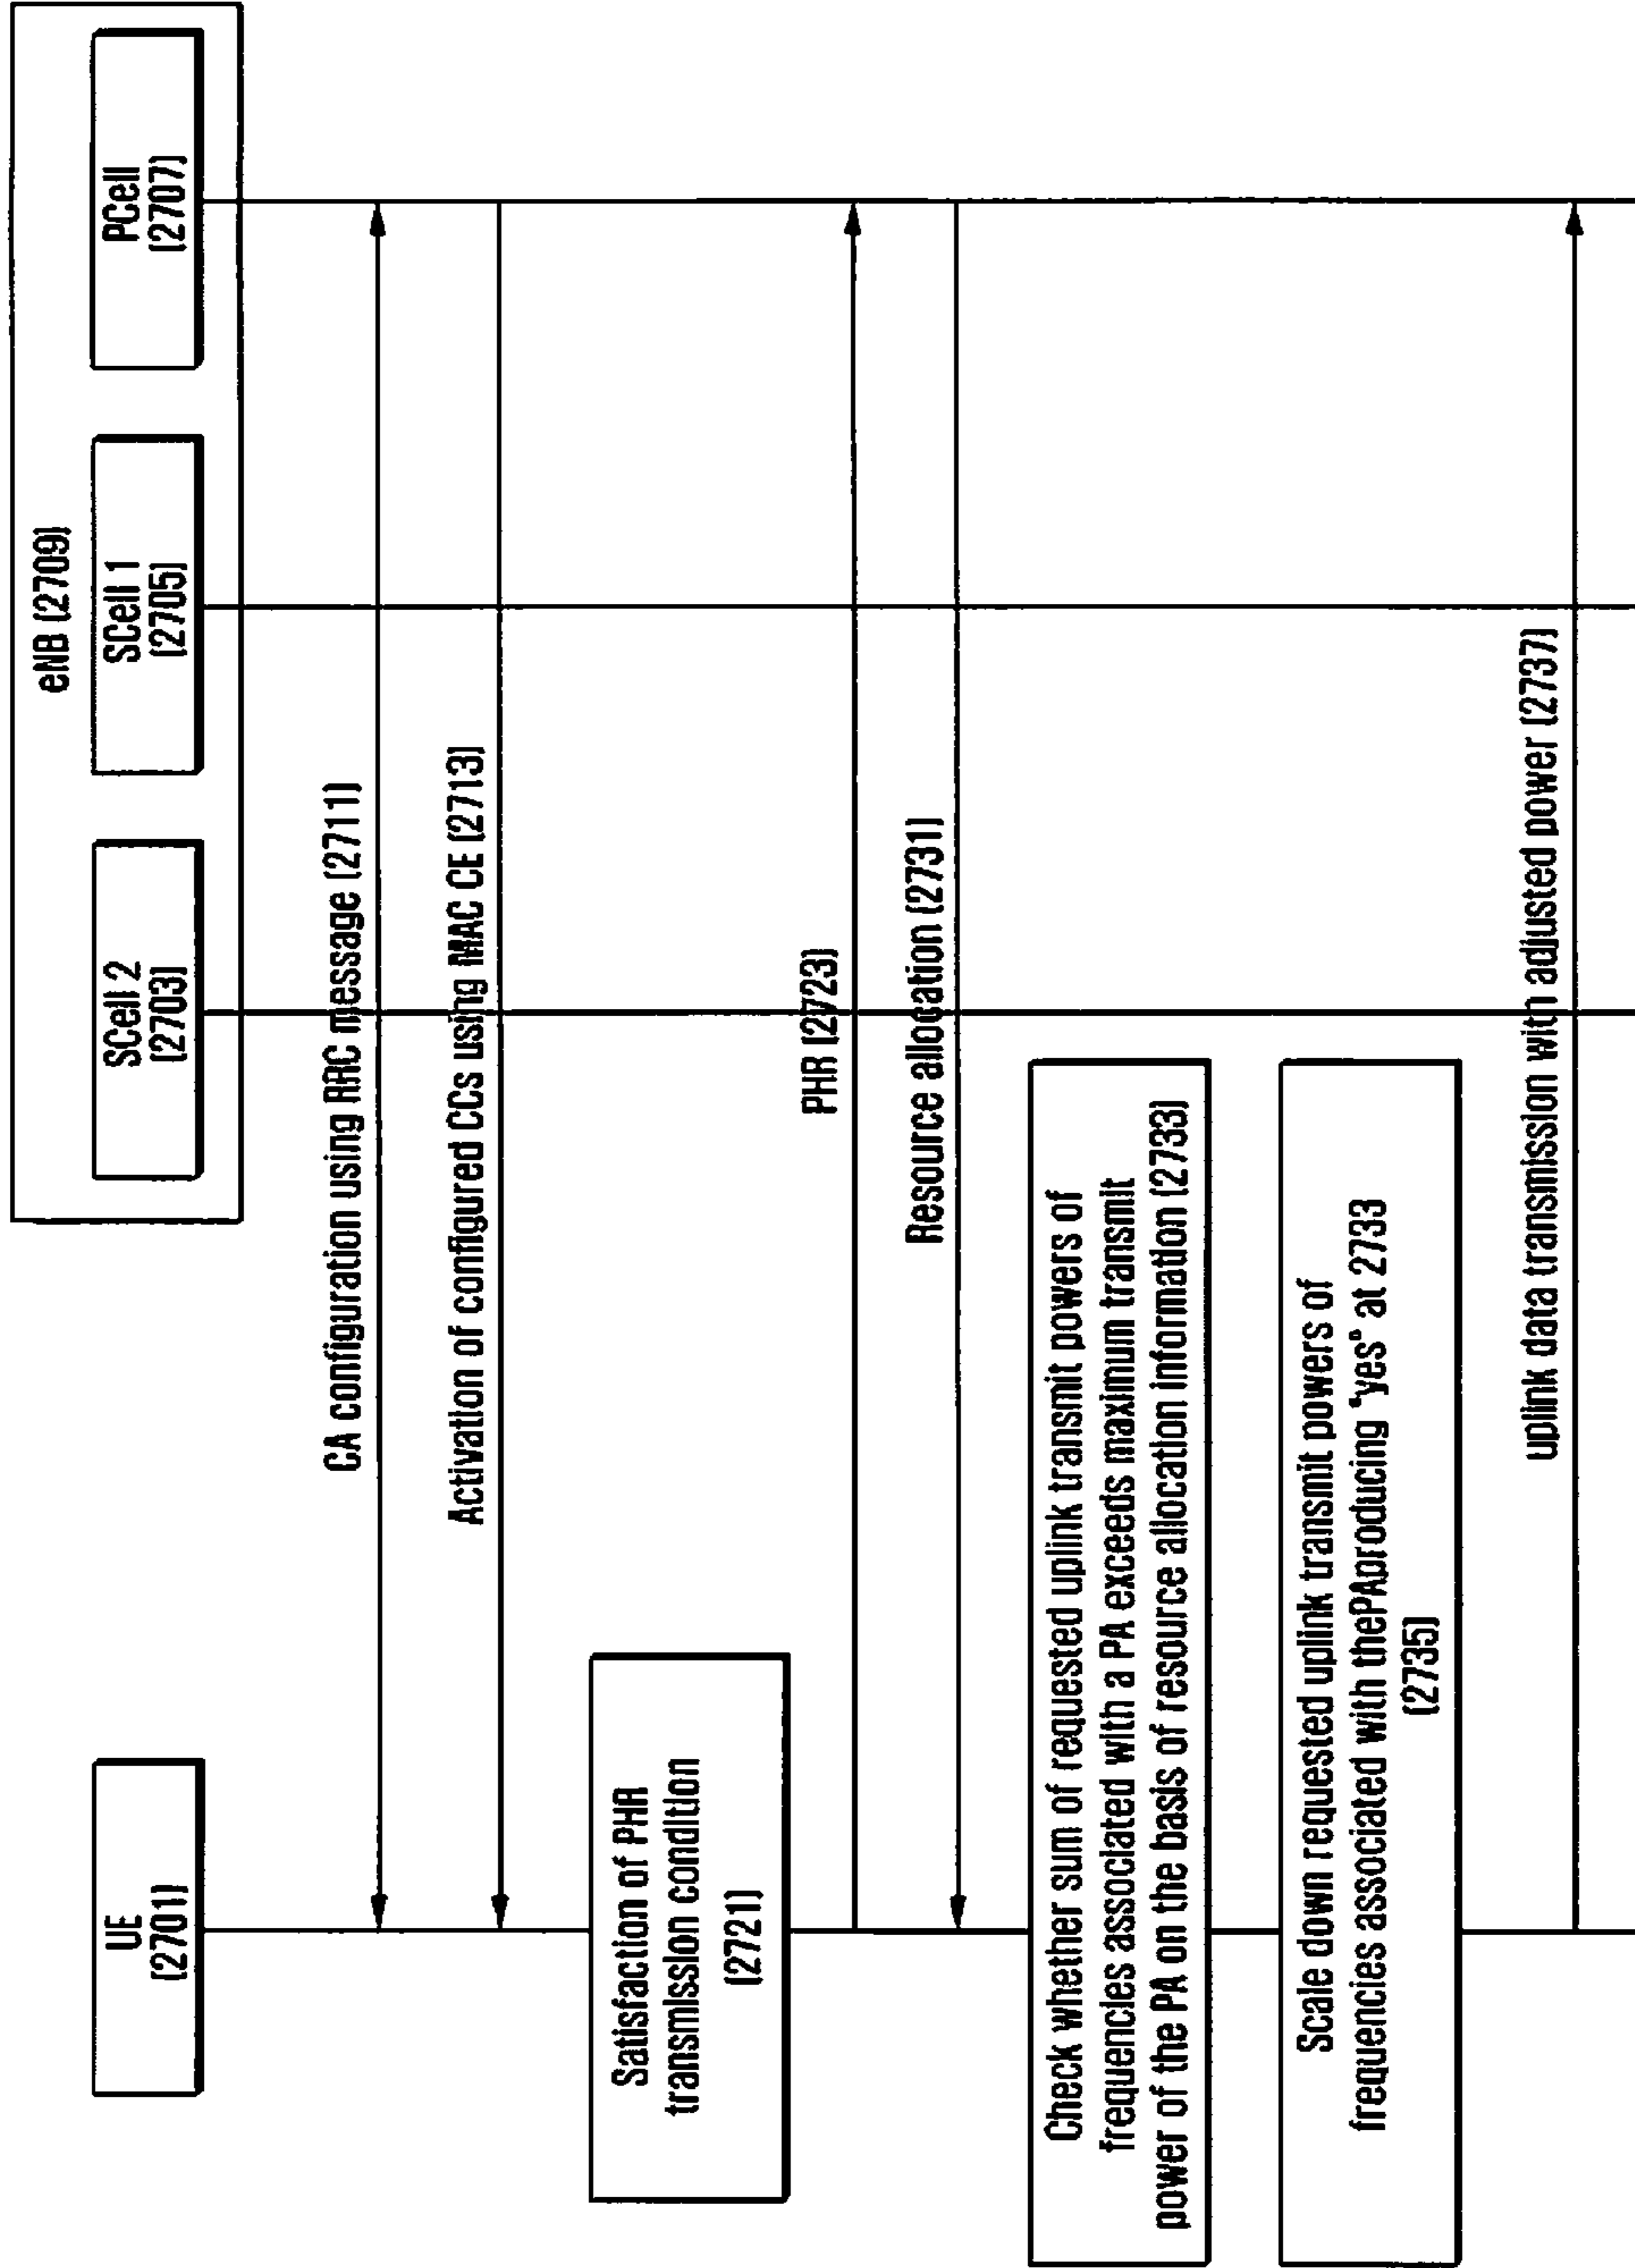 eNB (2709)
UE
(2701)
SCell 2
(2703)
SCell 1
(2705)
PCell
(2707)
CA configuration using RRC message (2711)
Activation of configured CCs using MAC CE (2713)
Satisfaction of PHR
transmission condition
(2721)
PHR (2723)
Resource allocation (2731)
Check whether sum of requested uplink transmit powers of
frequencies associated with a PA exceeds maximum transmit
power of the PA on the basis of resource allocation information (2733)
Scale down requested uplink transmit powers of
frequencies associated with thePAproducing "yes" at 2733
(2735)
uplink data transmission with adjusted power (2737)